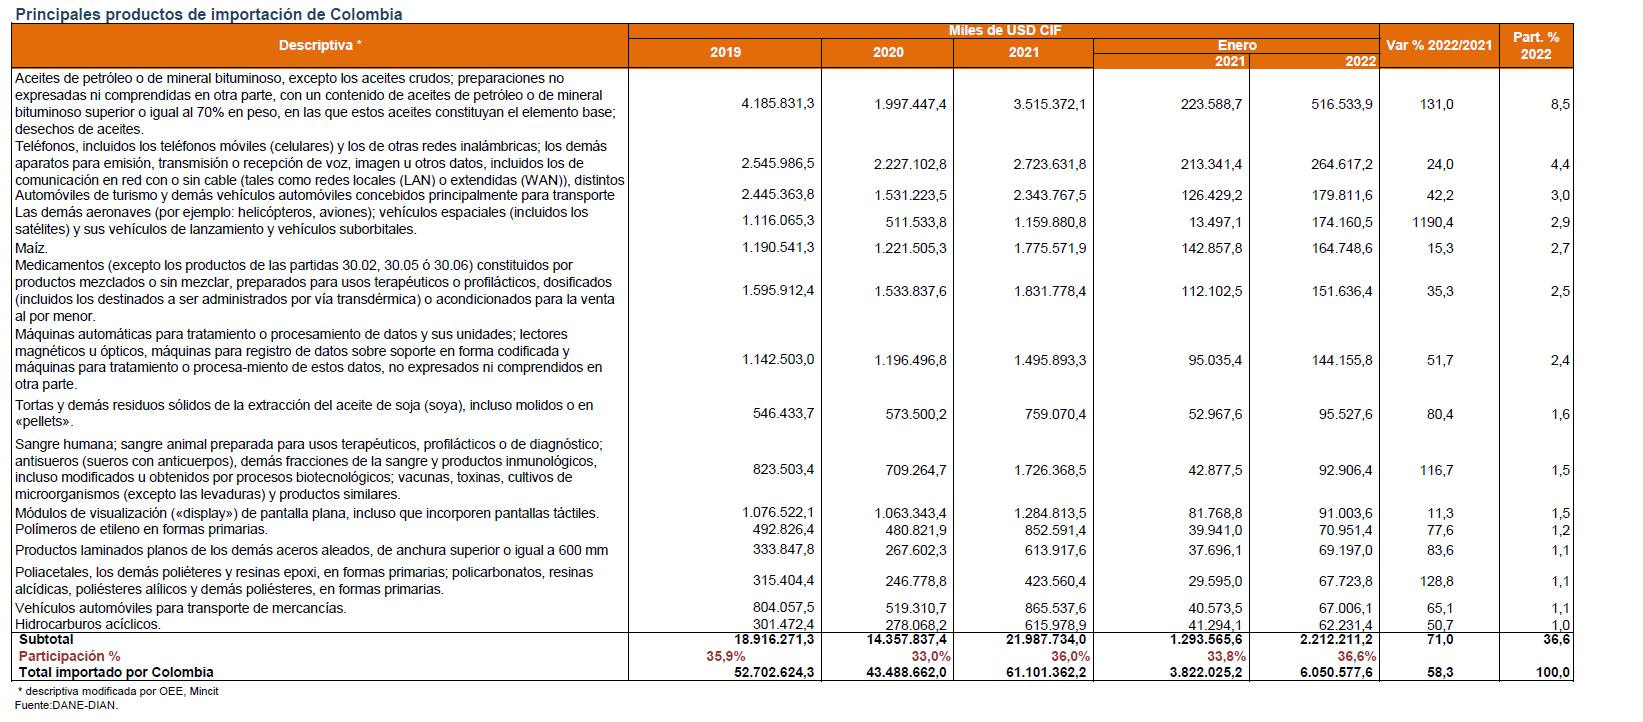 Principales productos de importación de Colombia
Descriptiva *
Miles de USD CIF
Var % 2022/2021
Part. %
2022
2019
2020
2021
Enero
2021
2022
Aceites de petróleo o de mineral bituminoso, excepto los aceites crudos; preparaciones no
expresadas ni comprendidas en otra parte, con un contenido de aceites de petróleo o de mineral
bituminoso superior o igual al 70% en peso, en las que estos aceites constituyan el elemento base;
desechos de aceites.
4.185.831,3 1.997.447,4 3.515.372,1 223.588,7 516.533,9 131,0 8,5
Teléfonos, incluidos los teléfonos móviles (celulares) y los de otras redes inalámbricas; los demás
aparatos para emisión, transmisión o recepción de voz, imagen u otros datos, incluidos los de
comunicación en red con o sin cable (tales como redes locales (LAN) o extendidas (WAN)), distintos
2.545.986,5 2.227.102,8 2.723.631,8 213.341,4 264.617,2 24,0 4,4
Automóviles de turismo y demás vehículos automóviles concebidos principalmente para transporte 2.445.363,8 1.531.223,5 2.343.767,5 126.429,2 179.811,6 42,2 3,0
Las demás aeronaves (por ejemplo: helicópteros, aviones); vehículos espaciales (incluidos los
satélites) y sus vehículos de lanzamiento y vehículos suborbitales.
1.116.065,3 511.533,8 1.159.880,8 13.497,1 174.160,5 1190,4 2,9
Maíz. 1.190.541,3 1.221.505,3 1.775.571,9 142.857,8 164.748,6 15,3 2,7
Medicamentos (excepto los productos de las partidas 30.02, 30.05 ó 30.06) constituidos por
productos mezclados o sin mezclar, preparados para usos terapéuticos o profilácticos, dosificados
(incluidos los destinados a ser administrados por vía transdérmica) o acondicionados para la venta
al por menor.
1.595.912,4 1.533.837,6 1.831.778,4 112.102,5 151.636,4 35,3 2,5
Máquinas automáticas para tratamiento o procesamiento de datos y sus unidades; lectores
magnéticos u ópticos, máquinas para registro de datos sobre soporte en forma codificada y
máquinas para tratamiento o procesa-miento de estos datos, no expresados ni comprendidos en
otra parte.
1.142.503,0 1.196.496,8 1.495.893,3 95.035,4 144.155,8 51,7 2,4
Tortas y demás residuos sólidos de la extracción del aceite de soja (soya), incluso molidos o en
«pellets».
546.433,7 573.500,2 759.070,4 52.967,6 95.527,6 80,4 1,6
Sangre humana; sangre animal preparada para usos terapéuticos, profilácticos o de diagnóstico;
antisueros (sueros con anticuerpos), demás fracciones de la sangre y productos inmunológicos,
incluso modificados u obtenidos por procesos biotecnológicos; vacunas, toxinas, cultivos de
microorganismos (excepto las levaduras) y productos similares.
823.503,4 709.264,7 1.726.368,5 42.877,5 92.906,4 116,7 1,5
Módulos de visualización («display») de pantalla plana, incluso que incorporen pantallas táctiles. 1.076.522,1 1.063.343,4 1.284.813,5 81.768,8 91.003,6 11,3 1,5
Polímeros de etileno en formas primarias. 492.826,4 480.821,9 852.591,4 39.941,0 70.951,4 77,6 1,2
Productos laminados planos de los demás aceros aleados, de anchura superior o igual a 600 mm 333.847,8 267.602,3 613.917,6 37.696,1 69.197,0 83,6 1,1
Poliacetales, los demás poliéteres y resinas epoxi, en formas primarias; policarbonatos, resinas
alcídicas, poliésteres alílicos y demás poliésteres, en formas primarias.
315.404,4 246.778,8 423.560,4 29.595,0 67.723,8 128,8 1,1
Vehículos automóviles para transporte de mercancías. 804.057,5 519.310,7 865.537,6 40.573,5 67.006,1 65,1 1,1
Hidrocarburos acíclicos. 301.472,4 278.068,2 615.978,9 41.294,1 62.231,4 50,7 1,0
Subtotal 18.916.271,3 14.357.837,4 21.987.734,0 1.293.565,6 2.212.211,2 71,0 36,6
Participación % 35,9% 33,0% 36,0% 33,8% 36,6%
Total importado por Colombia 52.702.624,3 43.488.662,0 61.101.362,2 3.822.025,2 6.050.577,6 58,3 100,0
* descriptiva modificada por OEE, Mincit
Fuente:DANE-DIAN.